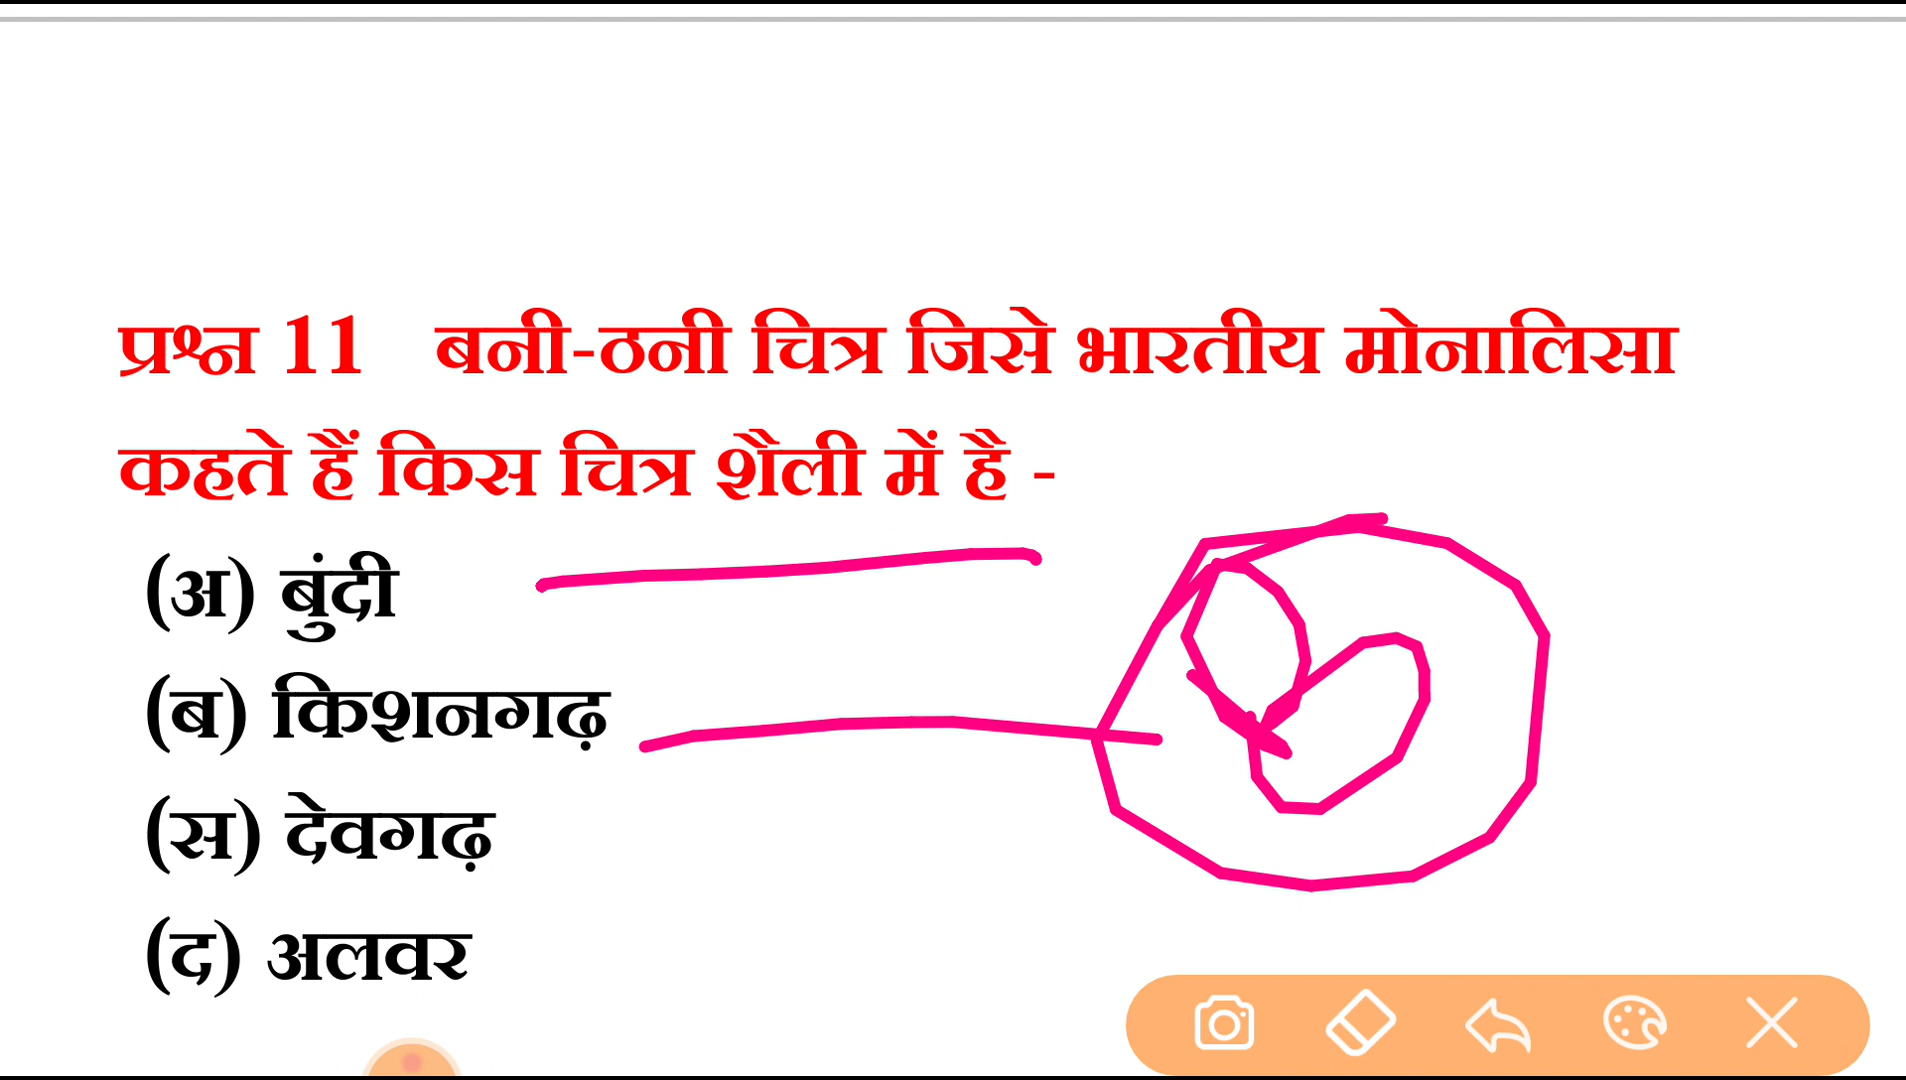 प्रश्न 11 बनी-ठनी चित्र जिसे भारतीय मोनालिसा
कहते हैं किस चित्र शैली में है -
(अ) बुंदी
(ब) किशनगढ़
(स) देवगढ़
(द) अलवर